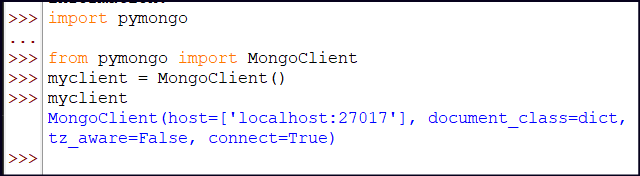 >>> import pymongo
...
>>> from pymongo import MongoClient
>>> myclient = MongoClient()
>>> myclient
MongoClient(host=['localhost:27017'], document_class=dict,
tz_aware=False, connect=True)
>>>